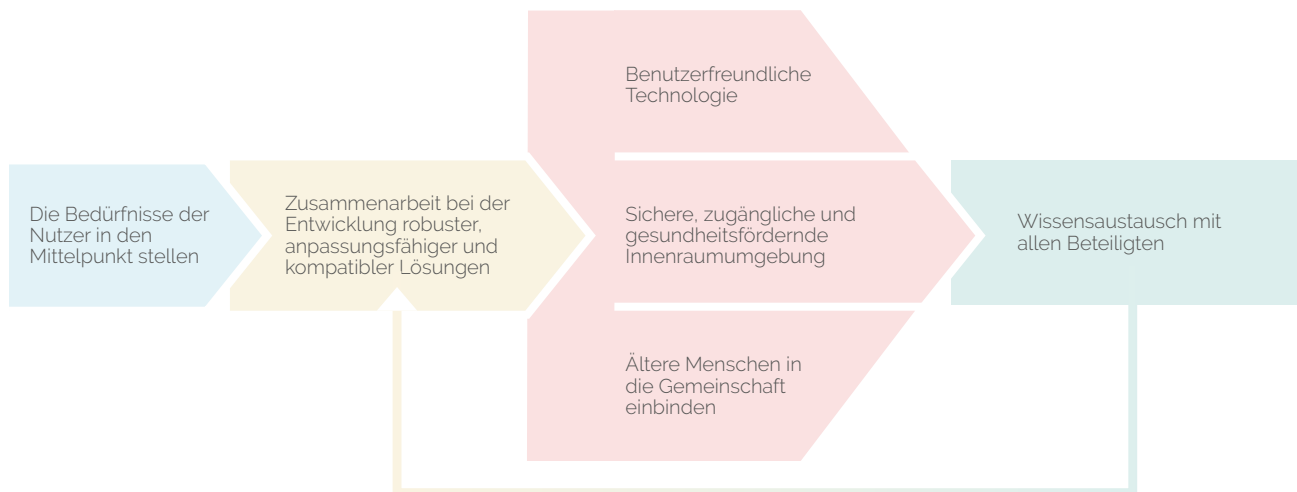 Die Bedürfnisse der
Nutzer in den
Mittelpunkt stellen
Zusammenarbeit bei der
Entwicklung robuster,
anpassungsfähiger und
kompatibler Lösungen
Benutzerfreundliche
Technologie
Sichere, zugängliche und
gesundheitsfördernde
Innenraumumgebung
Ältere Menschen in
die Gemeinschaft
einbinden
Wissensaustausch mit
allen Beteiligten